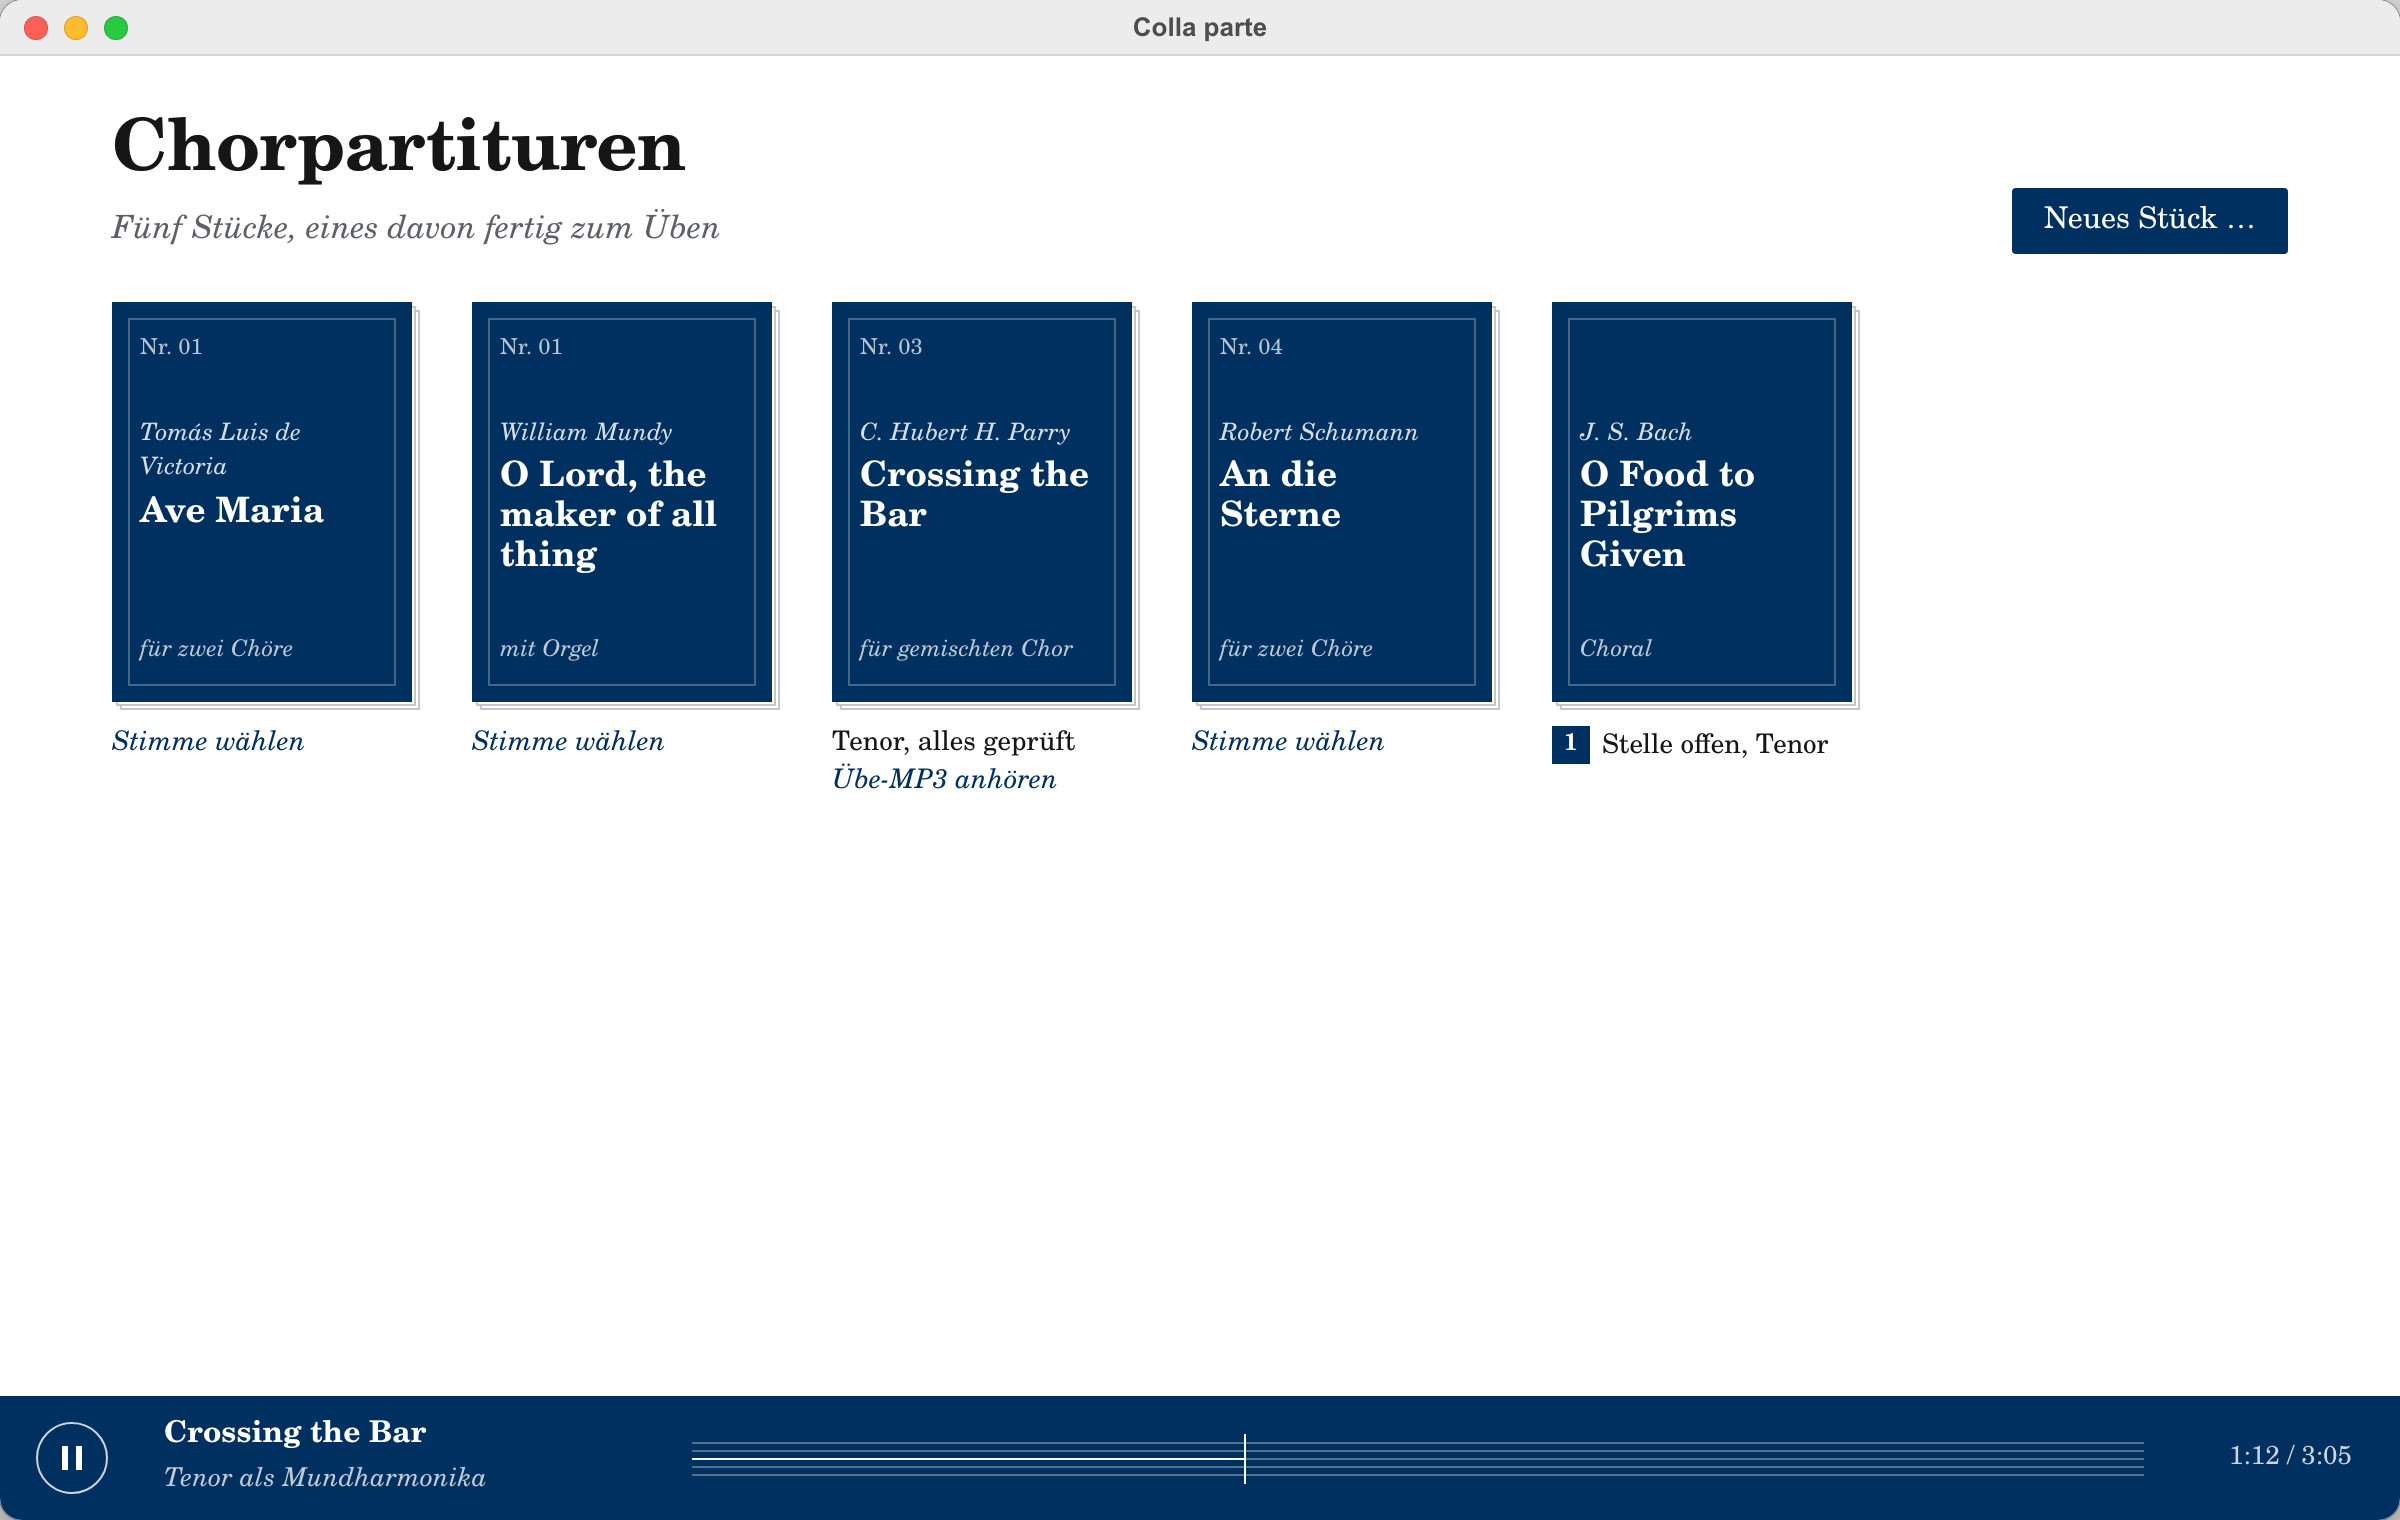 Colla parte
Chorpartituren
Fünf Stücke, eines davon fertig zum Üben
Neues Stück …
Nr. 01
Tomás Luis de
Victoria
Ave Maria
für zwei Chöre
Stimme wählen
Nr. 01
William Mundy
O Lord, the
maker of all
thing
mit Orgel
Stimme wählen
Nr. 03
C. Hubert H. Parry
Crossing the
Bar
für gemischten Chor
Tenor, alles geprüft
Übe-MP3 anhören
Nr. 04
Robert Schumann
An die
Sterne
für zwei Chöre
Stimme wählen
J. S. Bach
O Food to
Pilgrims
Given
Choral
1 Stelle offen, Tenor
Crossing the Bar
Tenor als Mundharmonika
1:12 / 3:05